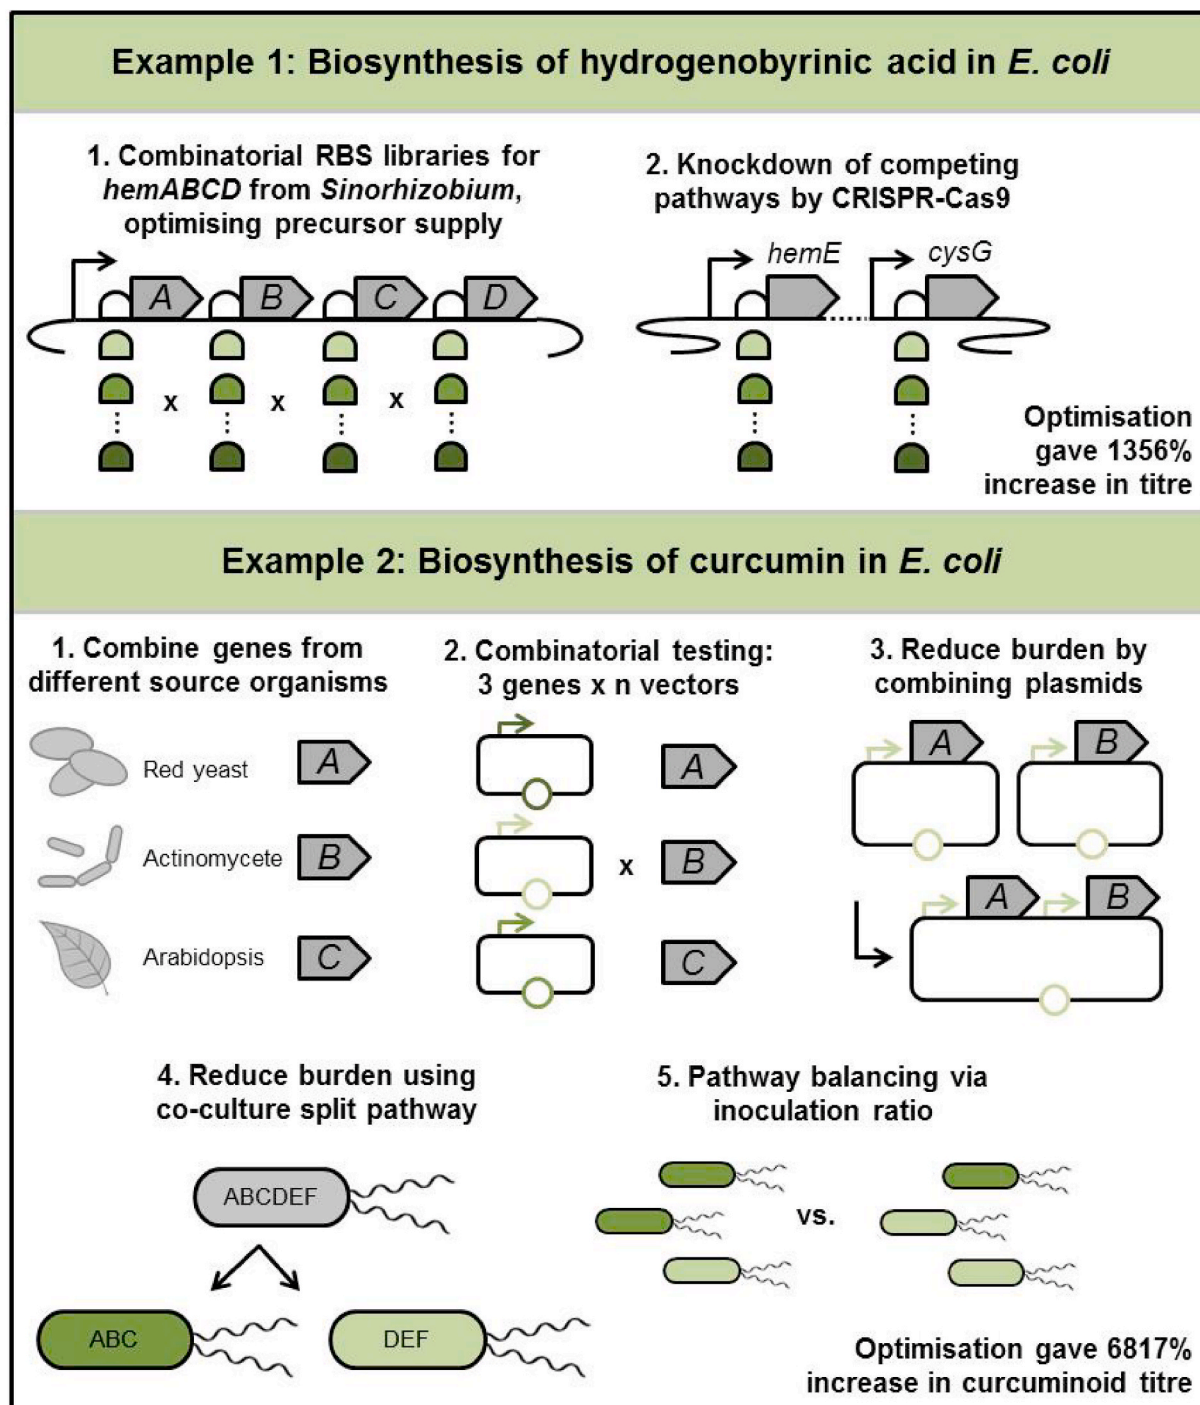 Example 1: Biosynthesis of hydrogenobyrinic acid in E. coli
1. Combinatorial RBS libraries for
hemABCD from Sinorhizobium,
optimising precursor supply
A B C D
x x x
2. Knockdown of competing
pathways by CRISPR-Cas9
hemE cysG
Optimisation
gave 1356%
increase in titre
Example 2: Biosynthesis of curcumin in E. coli
1. Combine genes from
different source organisms
Red yeast A
Actinomycete B
Arabidopsis C
2. Combinatorial testing:
3 genes x n vectors
A
x B
C
3. Reduce burden by
combining plasmids
A B
A B
4. Reduce burden using
co-culture split pathway
ABCDEF
ABC DEF
5. Pathway balancing via
inoculation ratio
vs.
Optimisation gave 6817%
increase in curcuminoid titre